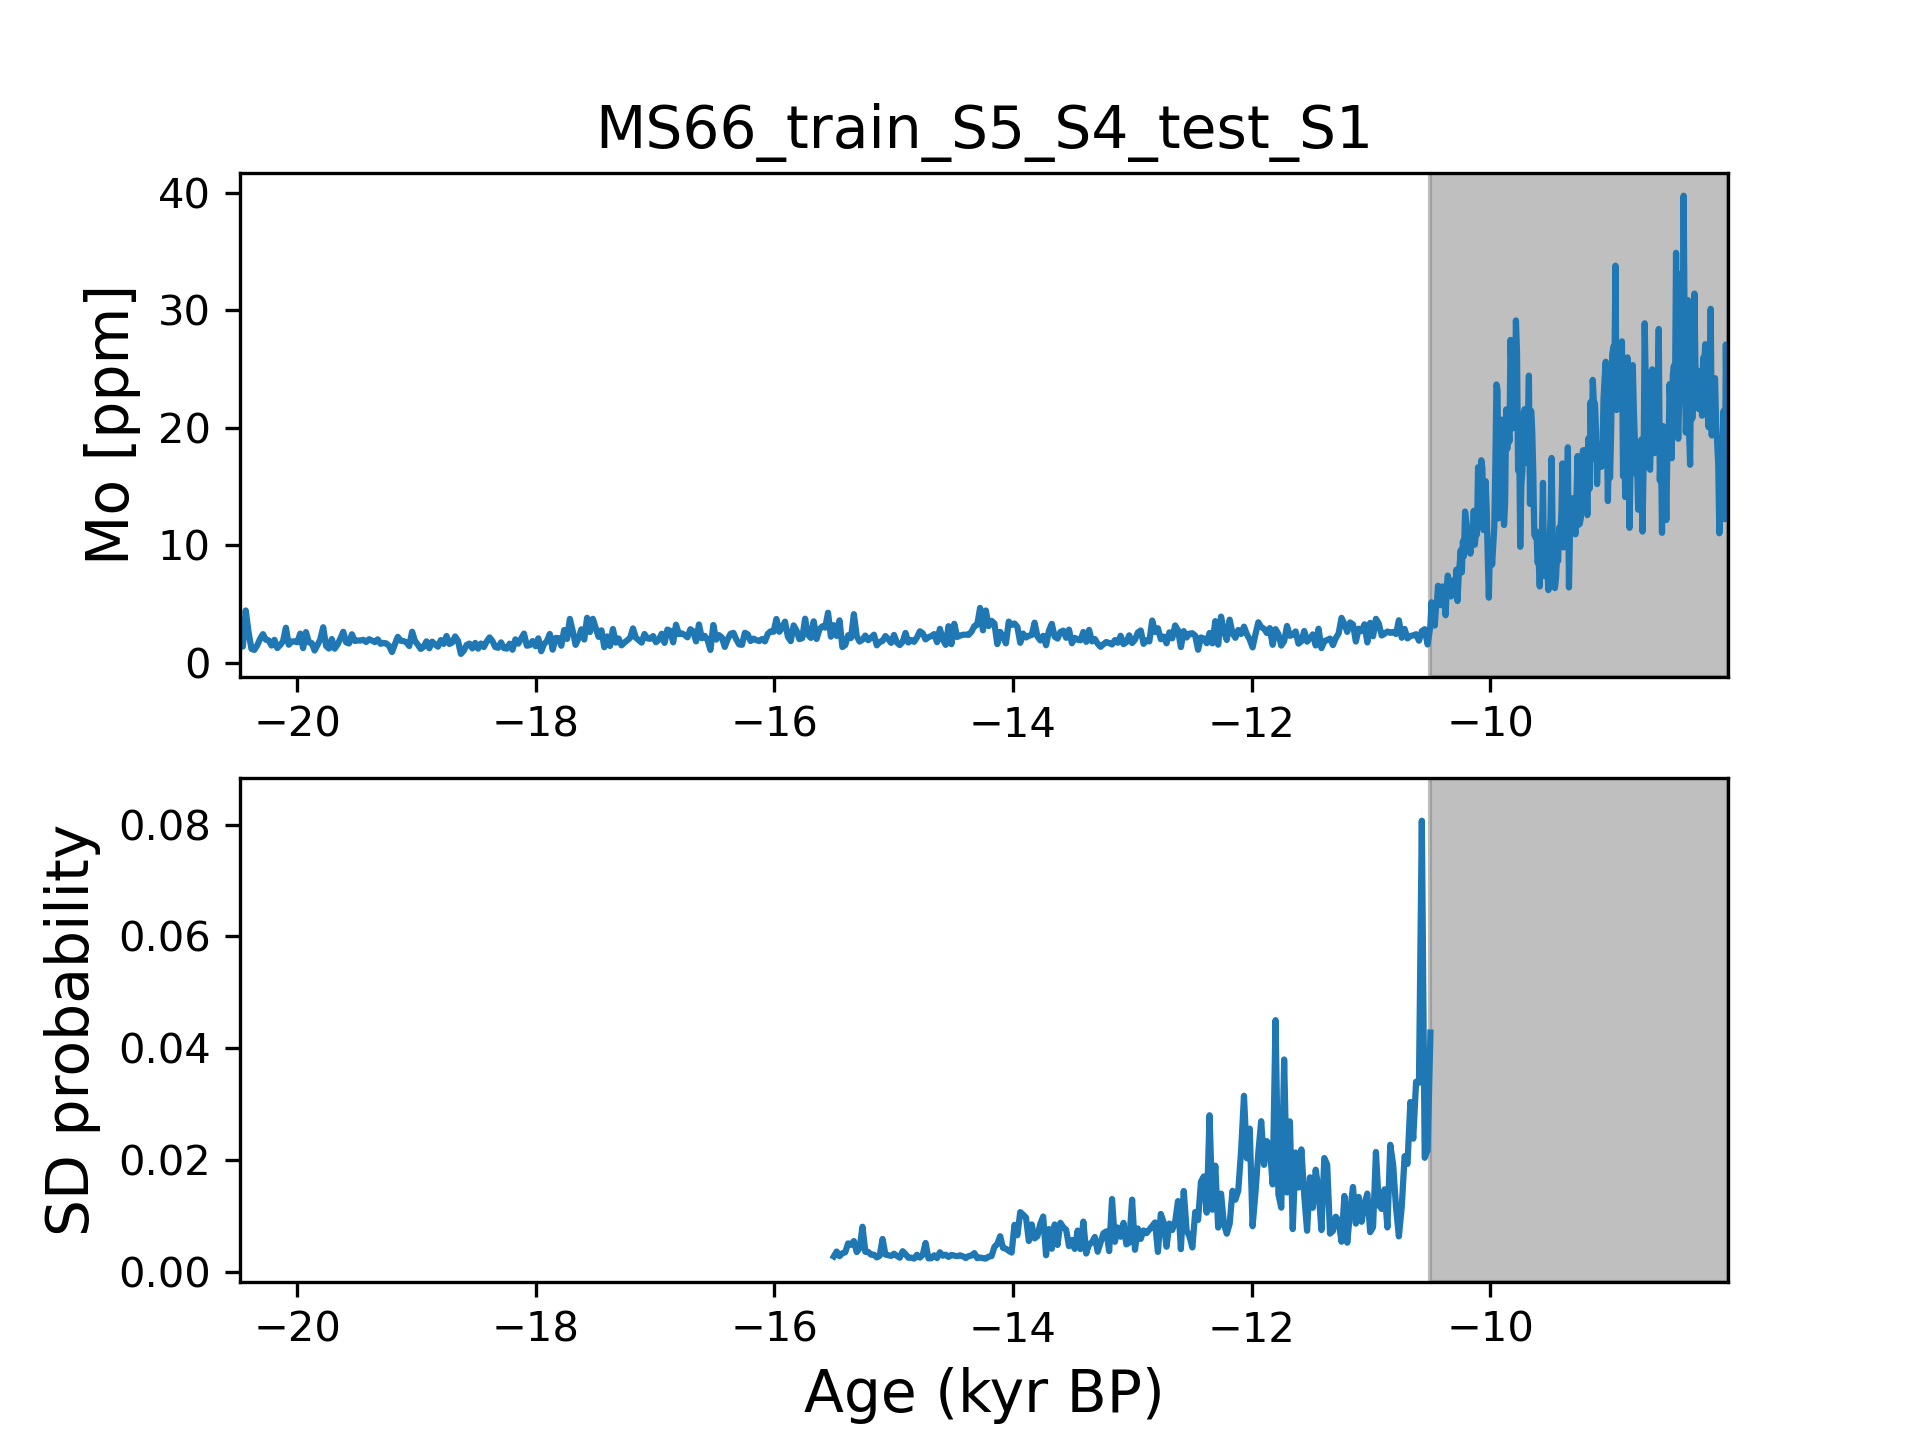 MS66_train_S5_S4_test_S1
Mo [ppm]
40
30
20
10
0
−20 −18 −16 −14 −12 −10
SD probability
0.08
0.06
0.04
0.02
0.00
−20 −18 −16 −14 −12 −10
Age (kyr BP)